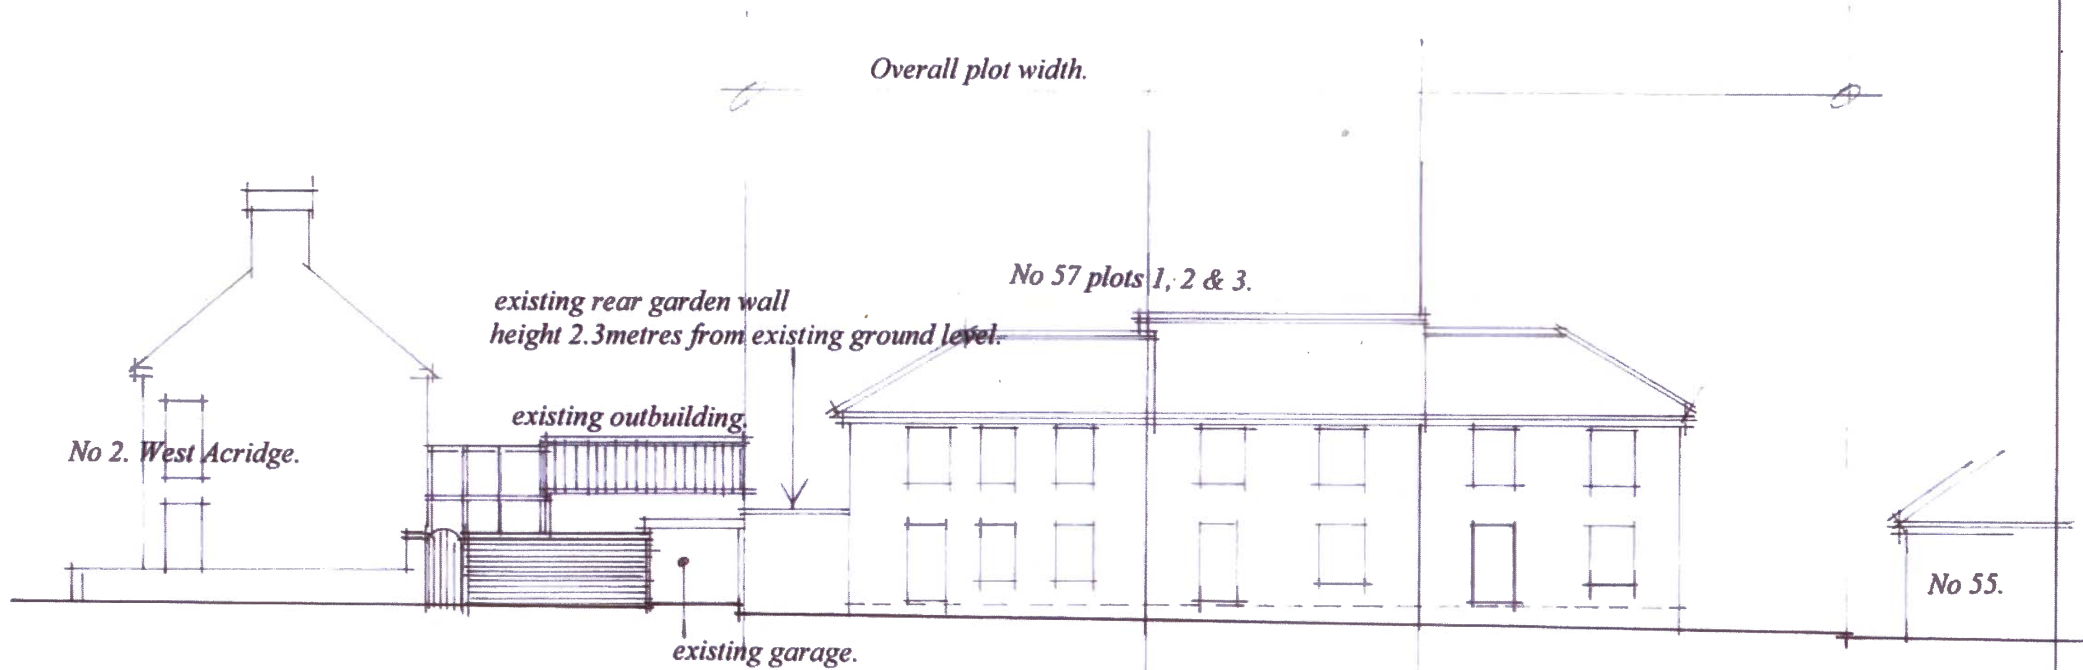 Overall plot width.
No 57 plots 1, 2 & 3.
existing rear garden wall
height 2.3metres from existing ground level.
existing outbuilding.
No 2. West Acridge.
No 55.
existing garage.